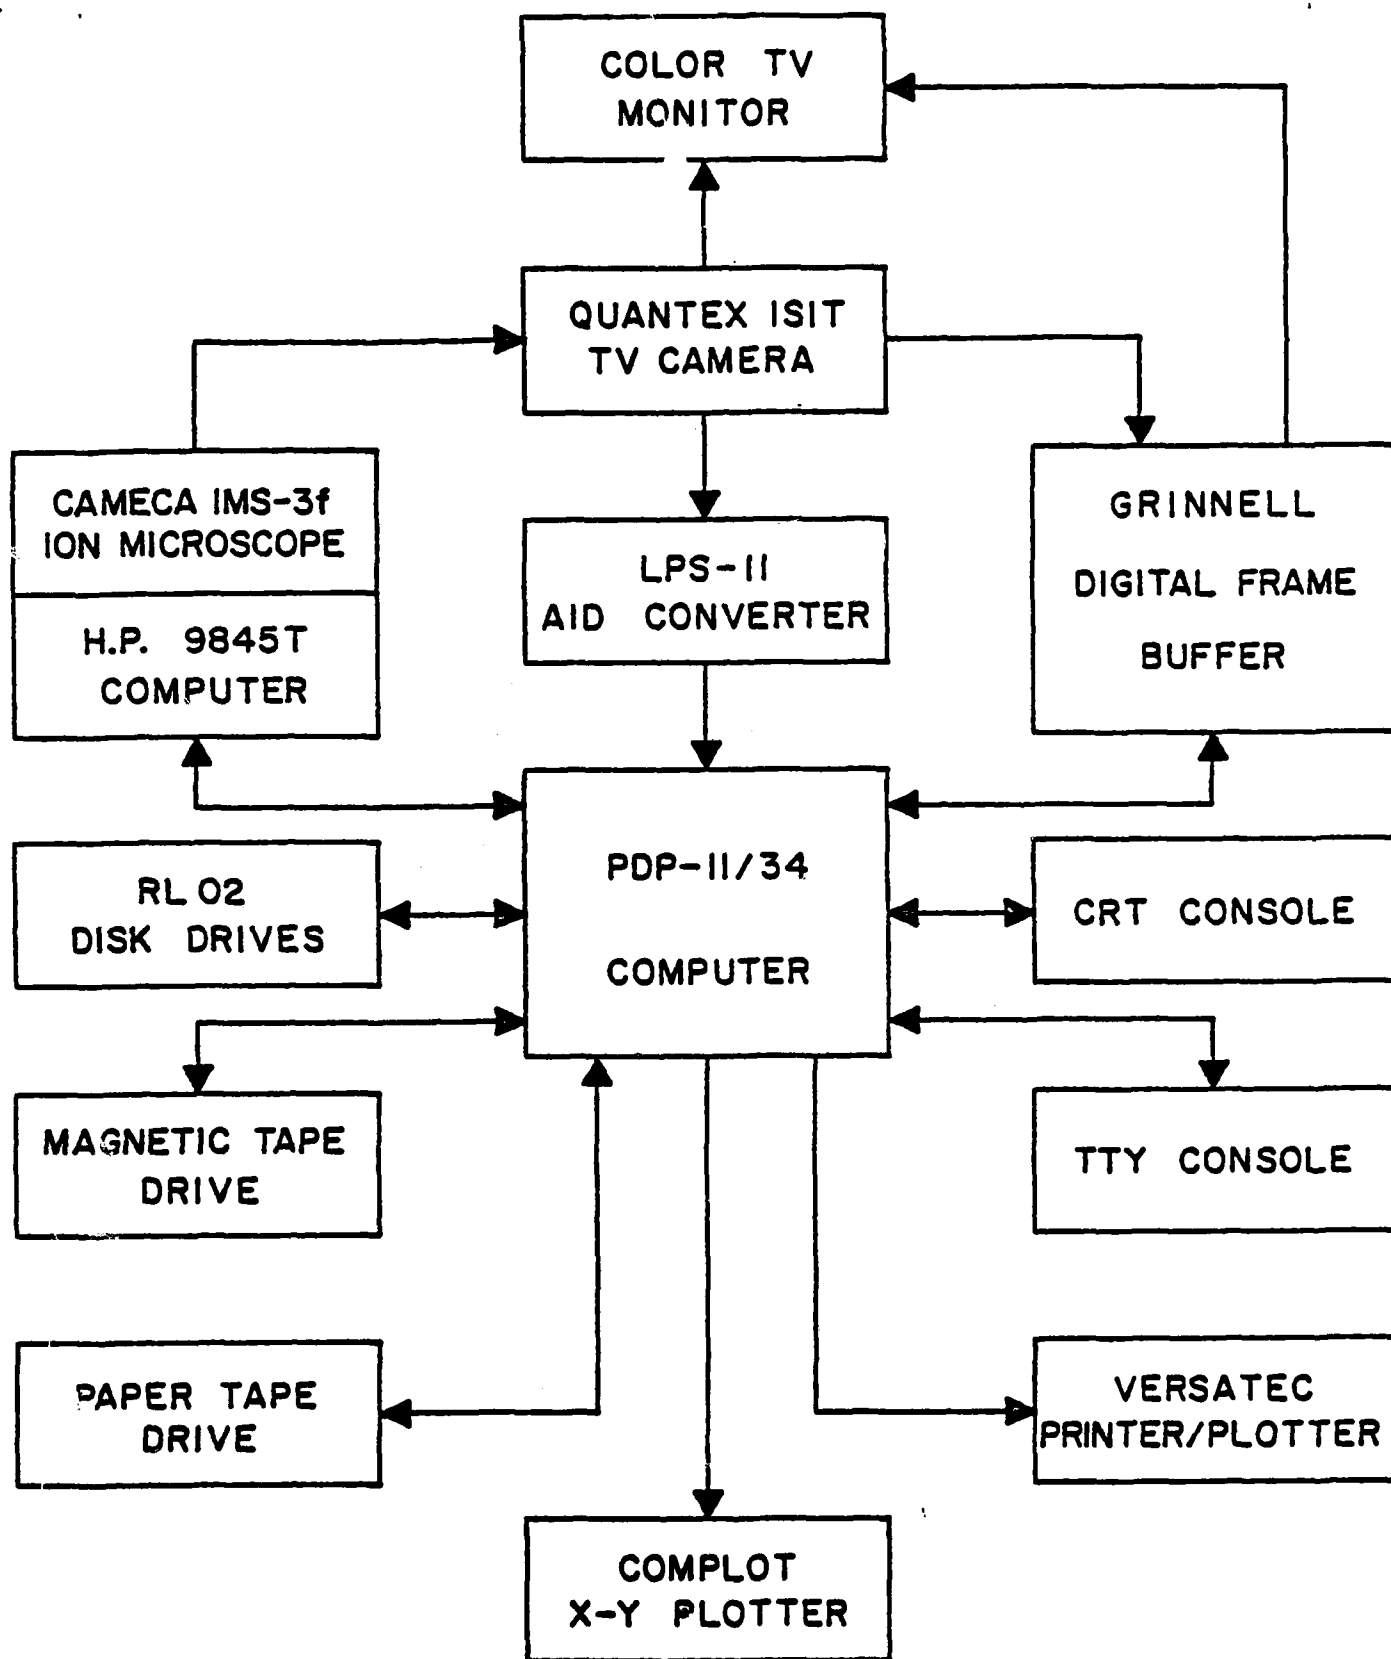 COLOR TV
MONITOR
QUANTEX ISIT
TV CAMERA
CAMECA IMS-3f
ION MICROSCOPE
H.P. 9845T
COMPUTER
LPS-11
AID CONVERTER
GRINNELL
DIGITAL FRAME
BUFFER
PDP-11/34
COMPUTER
RL02
DISK DRIVES
CRT CONSOLE
MAGNETIC TAPE
DRIVE
TTY CONSOLE
PAPER TAPE
DRIVE
VERSATEC
PRINTER/PLOTTER
COMPLOT
X-Y PLOTTER